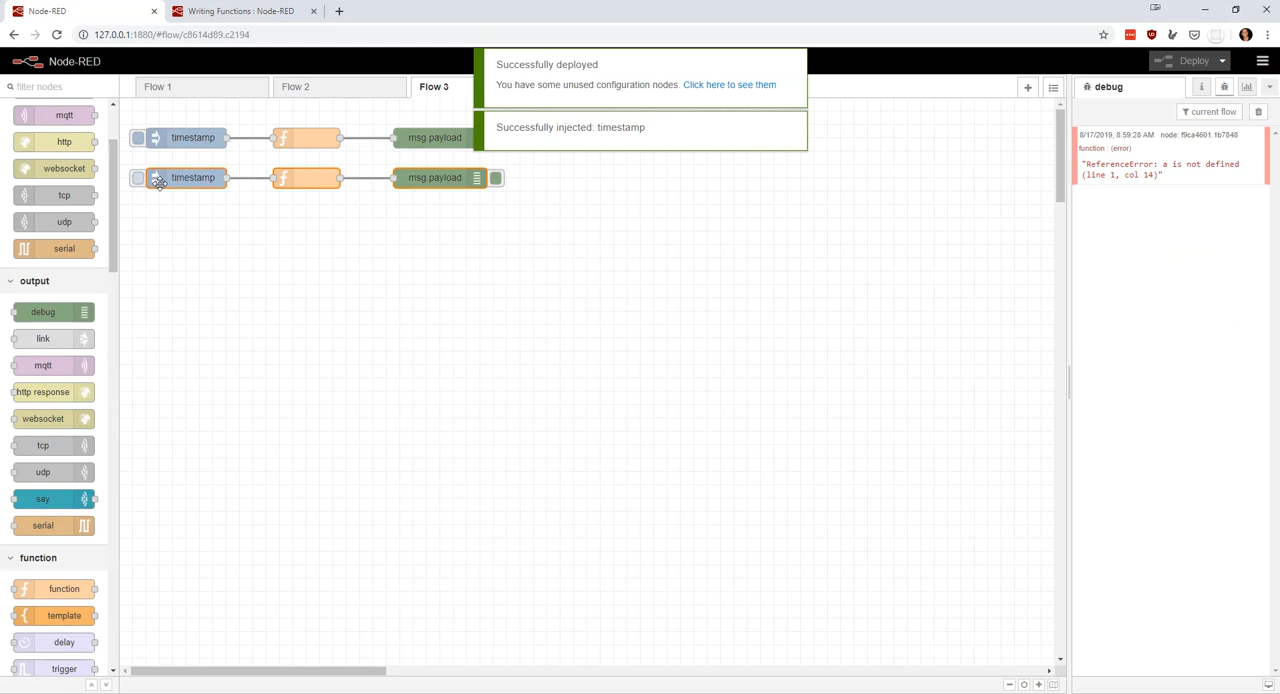 Node-RED
Writing Functions : Node-RED
127.0.0.1:1880/#flow/c8614d89.c2194
Node-RED
Deploy
filter nodes
Flow 1
Flow 2
Flow 3
Successfully deployed
You have some unused configuration nodes. Click here to see them
Successfully injected: timestamp
debug
i
current flow
mqtt
http
websocket
tcp
udp
serial
output
debug
link
mqtt
http response
websocket
tcp
udp
say
serial
function
function
template
delay
trigger
timestamp
f
msg.payload
timestamp
f
msg.payload
8/17/2019, 8:59:28 AM node: f9ca4601.1b7848
function : (error)
"ReferenceError: a is not defined
(line 1, col 14)"